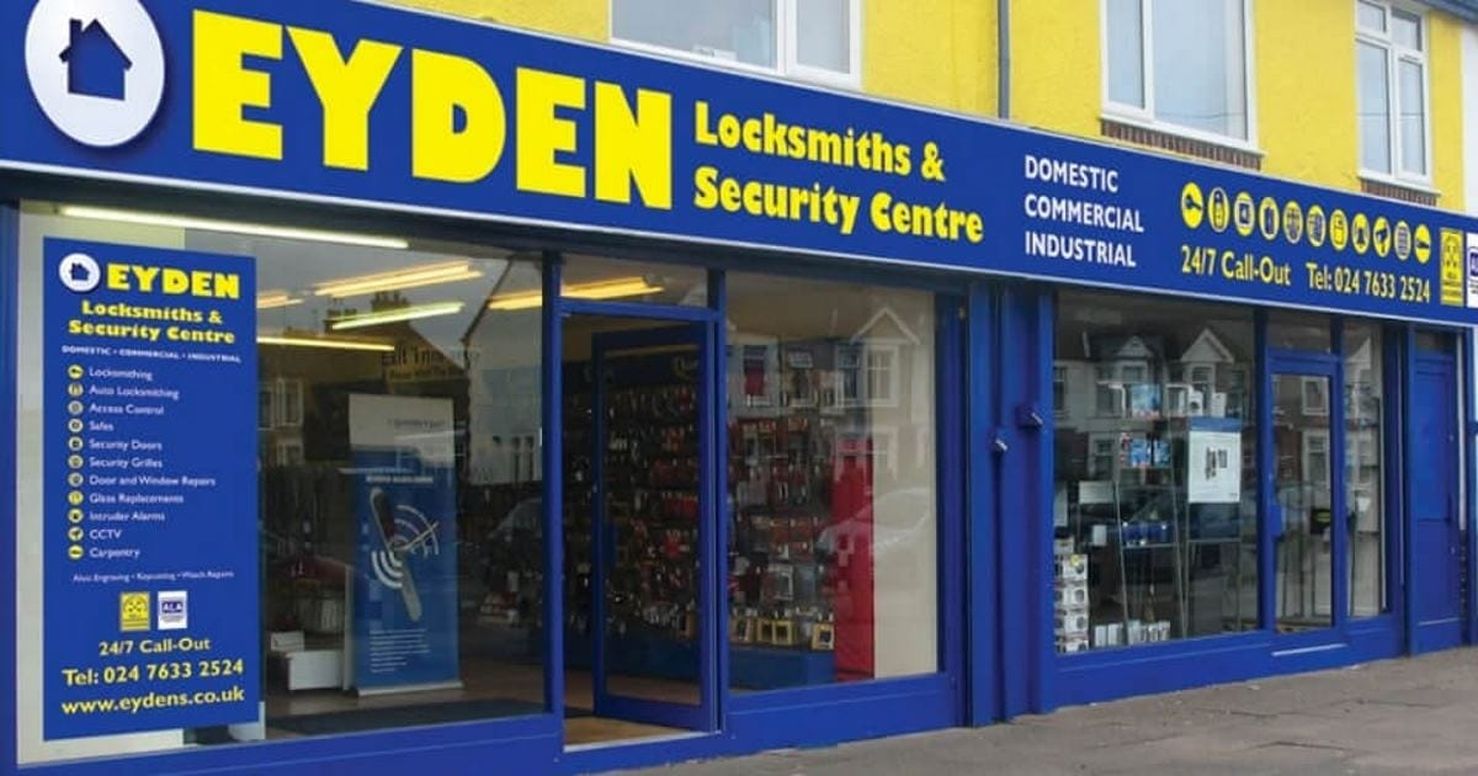 EYDEN
Locksmiths &
Security Centre
DOMESTIC
COMMERCIAL
INDUSTRIAL
24/7 Call-Out Tel: 024 7633 2524
EYDEN
Locksmiths &
Security Centre
DOMESTIC • COMMERCIAL • INDUSTRIAL
Locksmithing
Auto Locksmithing
Access Control
Safes
Security Doors
Security Grilles
Door and Window Repairs
Glass Replacements
Intruder Alarms
CCTV
Carpentry
Also: Engraving • Keycutting • Watch Repairs
ALA
24/7 Call-Out
Tel: 024 7633 2524
www.eydens.co.uk